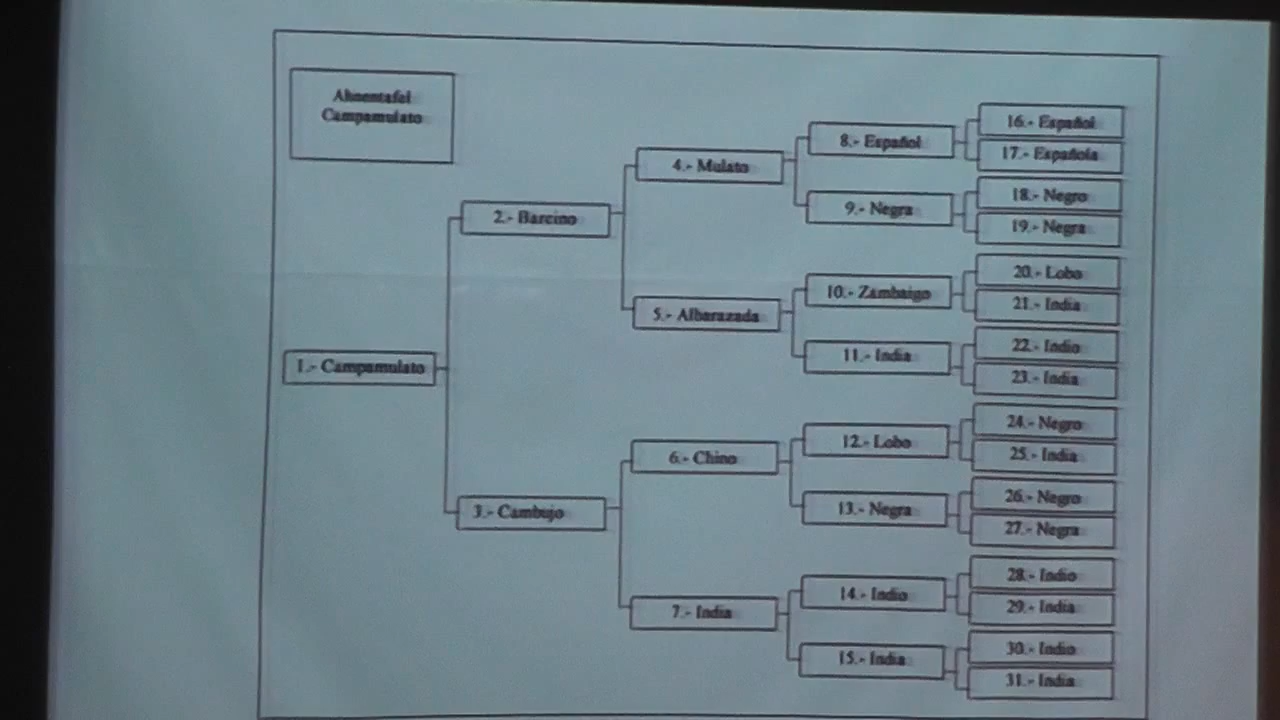 Ahnentafel
Campamulato
1.- Campamulato
2.- Barcino
3.- Cambujo
4.- Mulato
5.- Albarazada
6.- Chino
7.- India
8.- Español
9.- Negra
10.- Zambaigo
11.- India
12.- Lobo
13.- Negra
14.- Indio
15.- India
16.- Español
17.- Española
18.- Negro
19.- Negra
20.- Lobo
21.- India
22.- Indio
23.- India
24.- Negro
25.- India
26.- Negro
27.- Negra
28.- Indio
29.- India
30.- Indio
31.- India